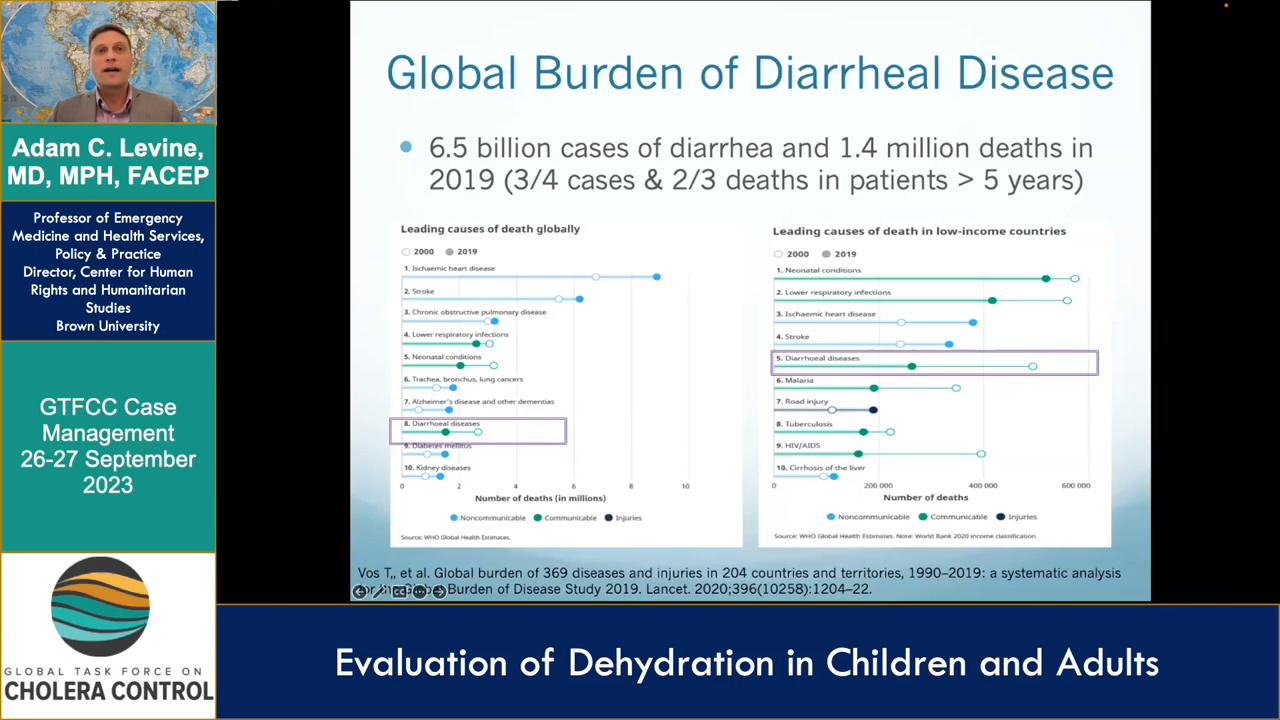 Adam C. Levine,
MD, MPH, FACEP
Professor of Emergency
Medicine and Health Services,
Policy & Practice
Director, Center for Human
Rights and Humanitarian
Studies
Brown University
GTFCC Case
Management
26-27 September
2023
GLOBAL TASK FORCE ON
CHOLERA CONTROL
Global Burden of Diarrheal Disease
6.5 billion cases of diarrhea and 1.4 million deaths in
2019 (3/4 cases & 2/3 deaths in patients > 5 years)
Leading causes of death globally
2000 2019
1. Ischaemic heart disease
2. Stroke
3. Chronic obstructive pulmonary disease
4. Lower respiratory infections
5. Neonatal conditions
6. Trachea, bronchus, lung cancers
7. Alzheimer's disease and other dementias
8. Diarrhoeal diseases
9. Diabetes mellitus
10. Kidney diseases
0 2 4 6 8 10
Number of deaths (in millions)
Noncommunicable Communicable Injuries
Source: WHO Global Health Estimates.
Leading causes of death in low-income countries
2000 2019
1. Neonatal conditions
2. Lower respiratory infections
3. Ischaemic heart disease
4. Stroke
5. Diarrhoeal diseases
6. Malaria
7. Road injury
8. Tuberculosis
9. HIV/AIDS
10. Cirrhosis of the liver
0 200 000 400 000 600 000
Number of deaths
Noncommunicable Communicable Injuries
Source: WHO Global Health Estimates. Note: World Bank 2020 income classification.
Vos T., et al. Global burden of 369 diseases and injuries in 204 countries and territories, 1990–2019: a systematic analysis
for the Global Burden of Disease Study 2019. Lancet. 2020;396(10258):1204–22.
Evaluation of Dehydration in Children and Adults